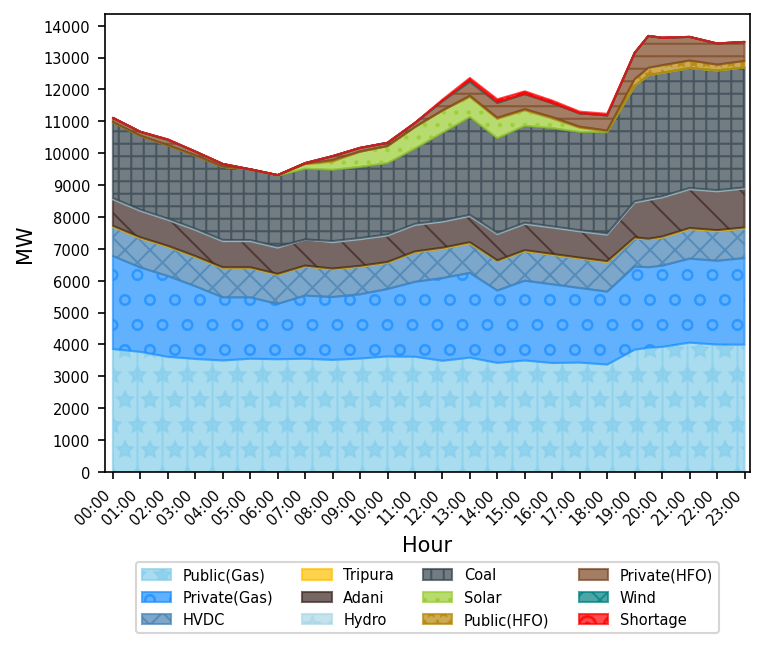 14000
13000
12000
11000
10000
9000
8000
7000
6000
5000
4000
3000
2000
1000
0
MW
00:00 01:00 02:00 03:00 04:00 05:00 06:00 07:00 08:00 09:00 10:00 11:00 12:00 13:00 14:00 15:00 16:00 17:00 18:00 19:00 20:00 21:00 22:00 23:00
Hour
Public(Gas) Tripura Coal Private(HFO)
Private(Gas) Adani Solar Wind
HVDC Hydro Public(HFO) Shortage